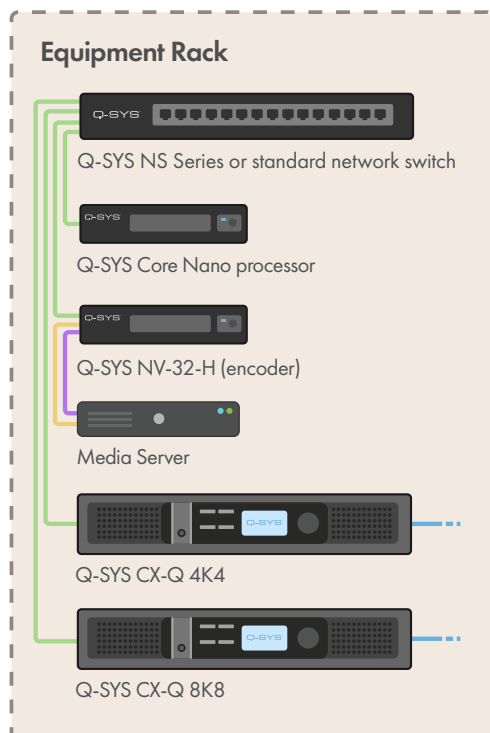 Equipment Rack
Q-SYS
Q-SYS NS Series or standard network switch
Q-SYS
Q-SYS Core Nano processor
Q-SYS
Q-SYS NV-32-H (encoder)
Media Server
Q-SYS
Q-SYS CX-Q 4K4
Q-SYS
Q-SYS CX-Q 8K8